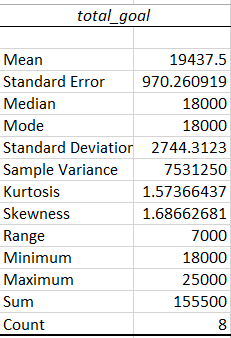 total_goal
Mean 19437.5
Standard Error 970.260919
Median 18000
Mode 18000
Standard Deviation 2744.3123
Sample Variance 7531250
Kurtosis 1.57366437
Skewness 1.68662681
Range 7000
Minimum 18000
Maximum 25000
Sum 155500
Count 8